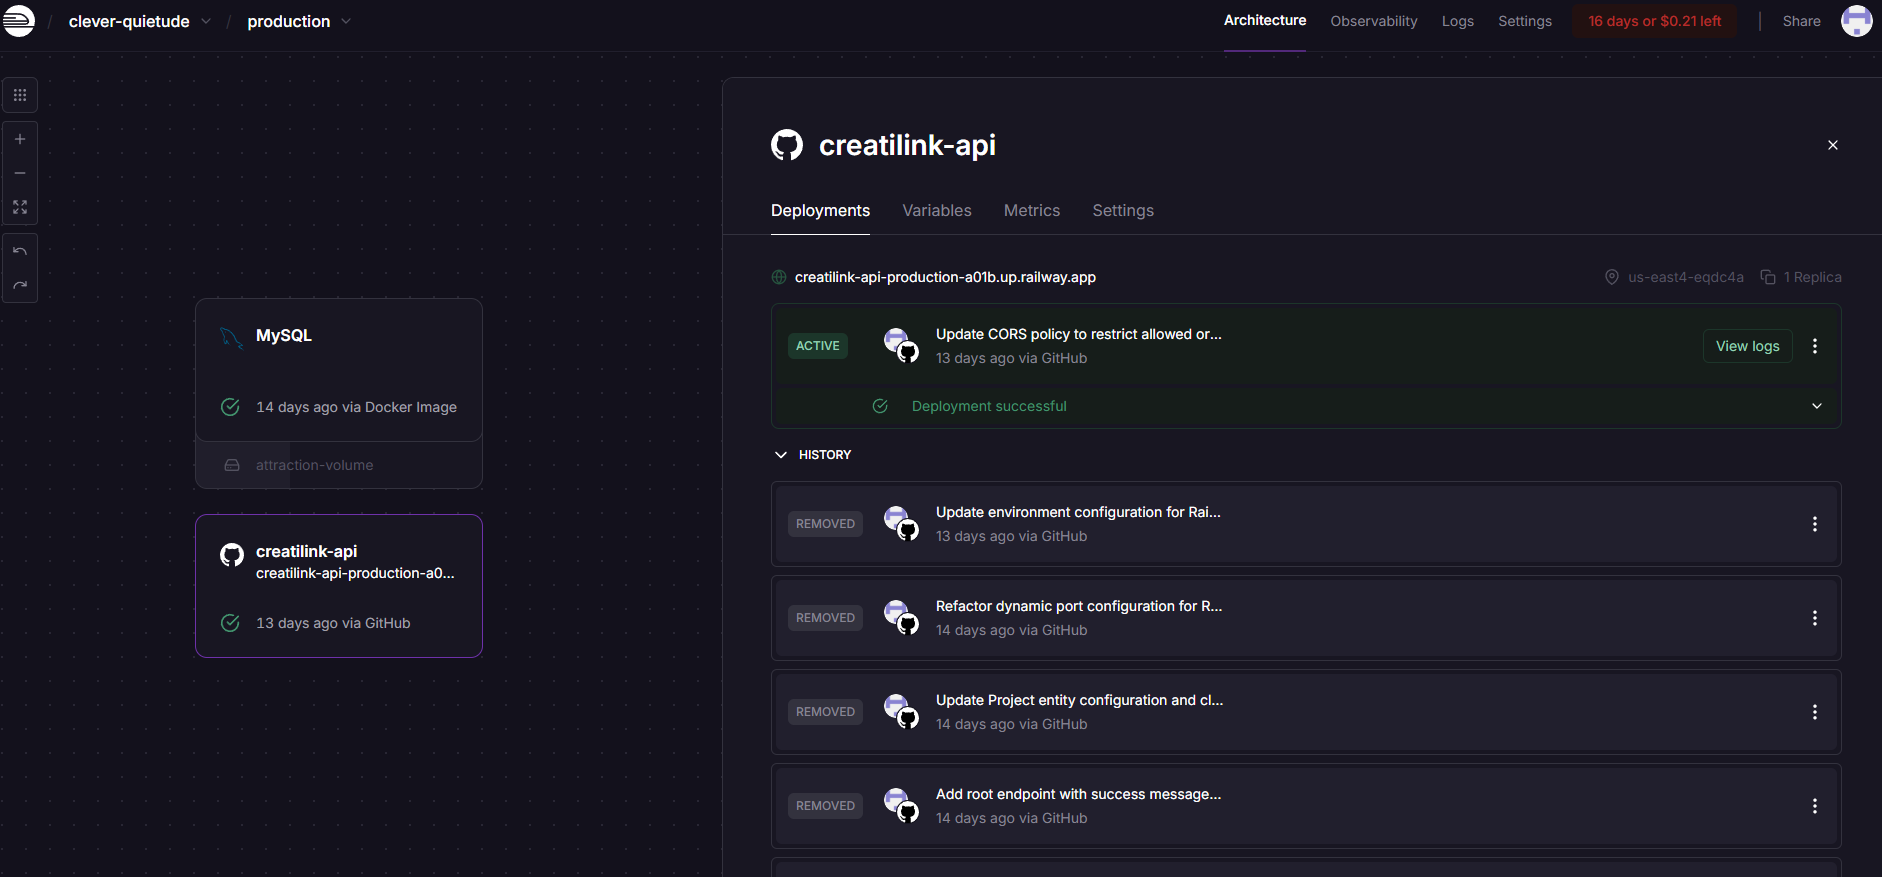 clever-quietude
production
Architecture
Observability
Logs
Settings
16 days or $0.21 left
Share
MySQL
14 days ago via Docker Image
attraction-volume
creatilink-api
creatilink-api-production-a0...
13 days ago via GitHub
creatilink-api
Deployments
Variables
Metrics
Settings
creatilink-api-production-a01b.up.railway.app
us-east4-eqdc4a
1 Replica
ACTIVE
Update CORS policy to restrict allowed or...
13 days ago via GitHub
View logs
Deployment successful
HISTORY
REMOVED
Update environment configuration for Rai...
13 days ago via GitHub
REMOVED
Refactor dynamic port configuration for R...
14 days ago via GitHub
REMOVED
Update Project entity configuration and cl...
14 days ago via GitHub
REMOVED
Add root endpoint with success message...
14 days ago via GitHub